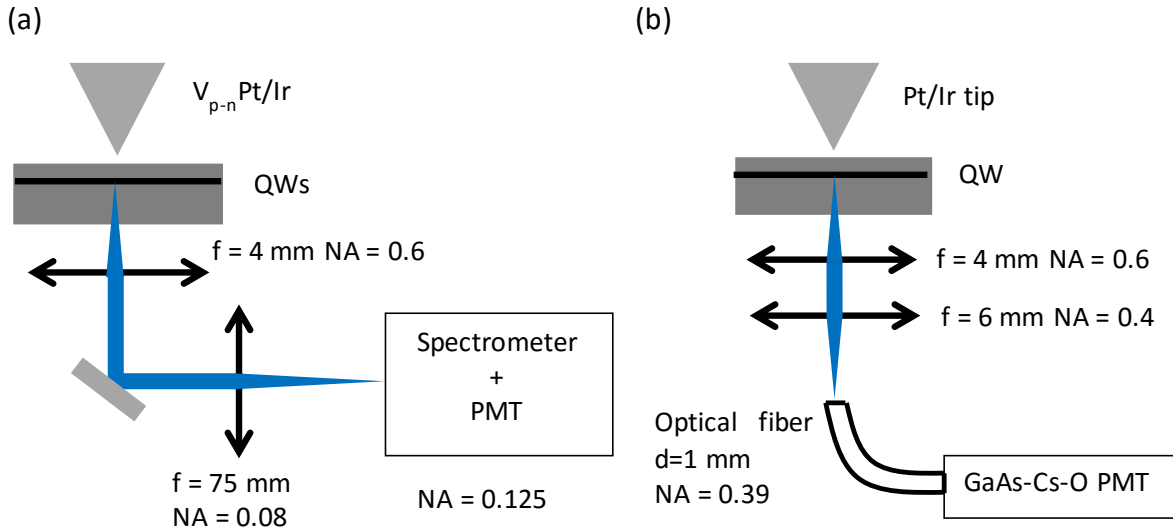 (a)
V_{p-n} Pt/Ir
QWs
f = 4 mm NA = 0.6
Spectrometer
+
PMT
f = 75 mm
NA = 0.08
NA = 0.125
(b)
Pt/Ir tip
QW
f = 4 mm NA = 0.6
f = 6 mm NA = 0.4
Optical fiber
d=1 mm
NA = 0.39
GaAs-Cs-O PMT